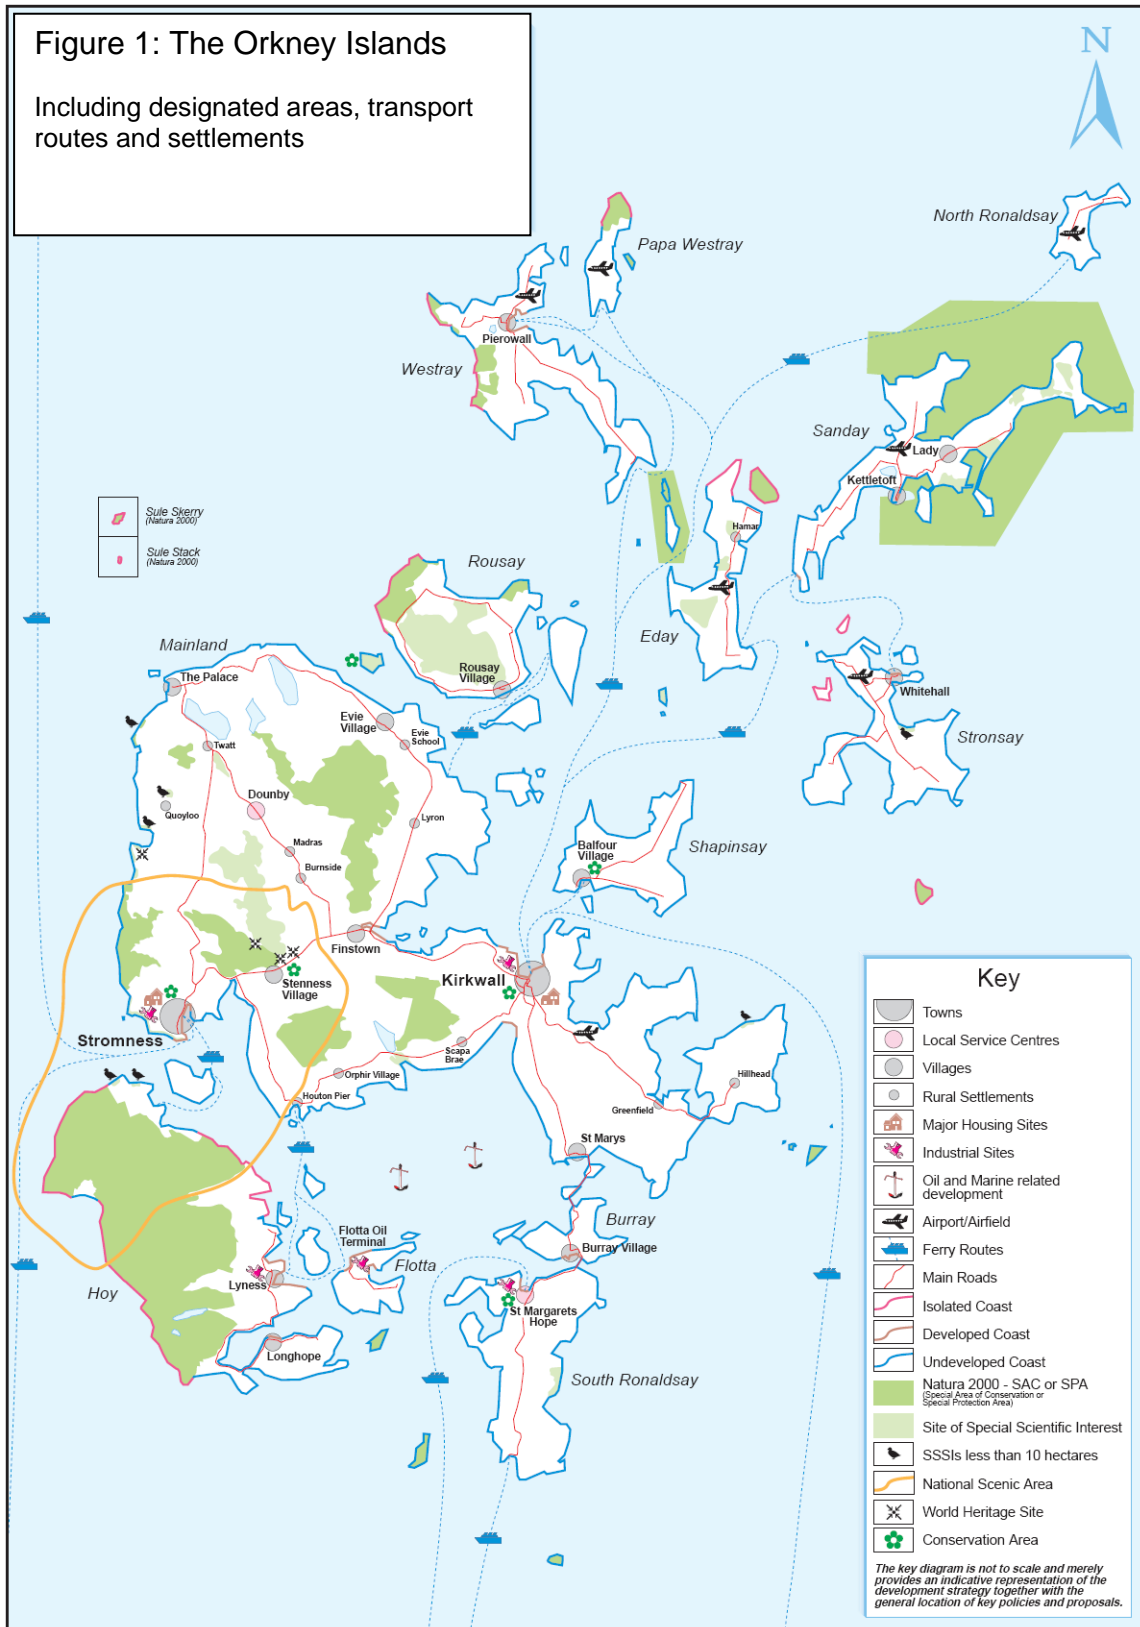 Figure 1: The Orkney Islands
Including designated areas, transport
routes and settlements
N
North Ronaldsay
Papa Westray
Pierowall
Westray
Sanday
Lady
Kettletoft
Sule Skerry
(Natura 2000)
Sule Stack
(Natura 2000)
Hamar
Rousay
Eday
Mainland
The Palace
Rousay
Village
Whitehall
Evie
Village
Evie
School
Stronsay
Twatt
Dounby
Quoyloo
Lyron
Madras
Burnside
Balfour
Village
Shapinsay
Finstown
Kirkwall
Stenness
Village
Stromness
Scapa
Brae
Orphir Village
Houton Pier
Hillhead
Greenfield
St Marys
Burray
Burray Village
Flotta Oil
Terminal
Flotta
Lyness
Hoy
St Margarets
Hope
Longhope
South Ronaldsay
Key
Towns
Local Service Centres
Villages
Rural Settlements
Major Housing Sites
Industrial Sites
Oil and Marine related
development
Airport/Airfield
Ferry Routes
Main Roads
Isolated Coast
Developed Coast
Undeveloped Coast
Natura 2000 - SAC or SPA
(Special Area of Conservation or
Special Protection Area)
Site of Special Scientific Interest
SSSIs less than 10 hectares
National Scenic Area
World Heritage Site
Conservation Area
The key diagram is not to scale and merely
provides an indicative representation of the
development strategy together with the
general location of key policies and proposals.